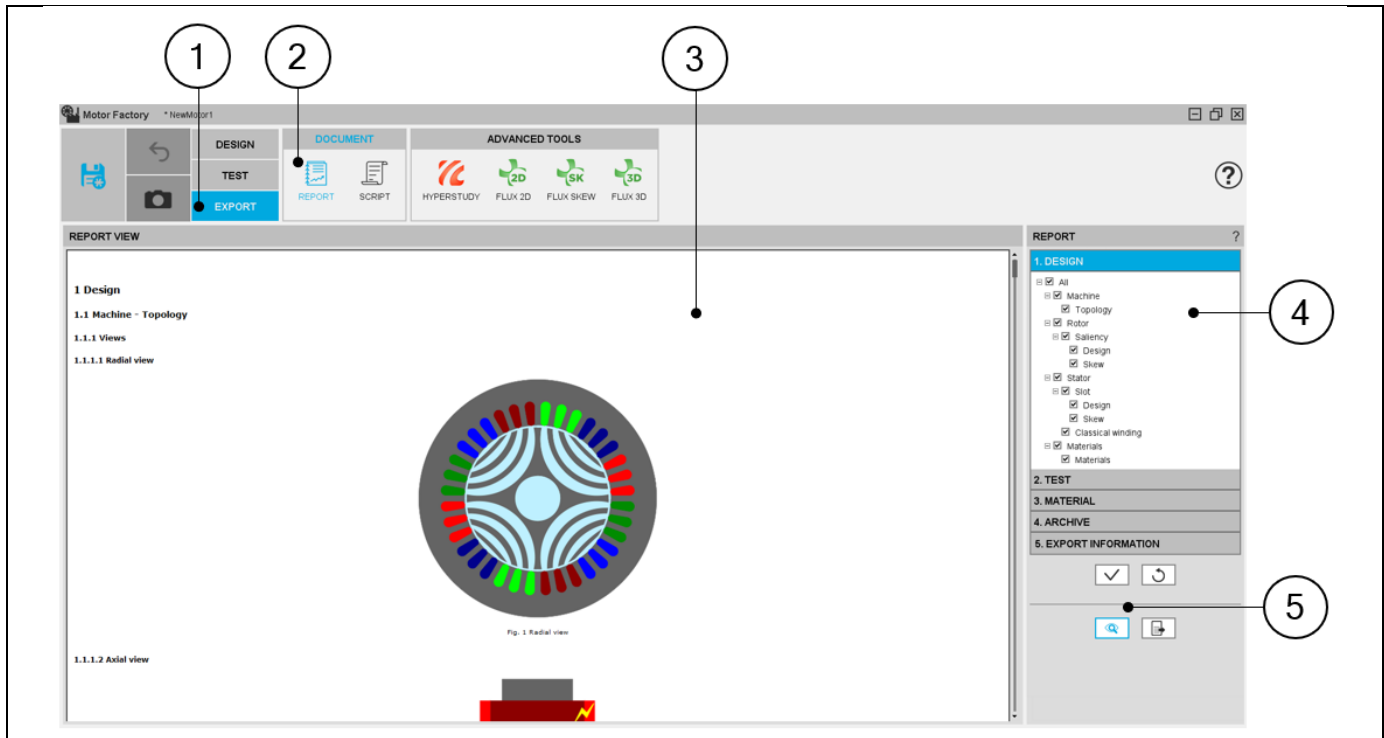 1
2
3
Motor Factory * NewMotor1
DESIGN
TEST
EXPORT
DOCUMENT
REPORT
SCRIPT
ADVANCED TOOLS
HYPERSTUDY
2D
FLUX 2D
SK
FLUX SKEW
3D
FLUX 3D
?
REPORT VIEW
1 Design
1.1 Machine - Topology
1.1.1 Views
1.1.1.1 Radial view
Fig. 1 Radial view
1.1.1.2 Axial view
REPORT ?
1. DESIGN
All
Machine
Topology
Rotor
Saliency
Design
Skew
Stator
Slot
Design
Skew
Classical winding
Materials
Materials
2. TEST
3. MATERIAL
4. ARCHIVE
5. EXPORT INFORMATION
4
5